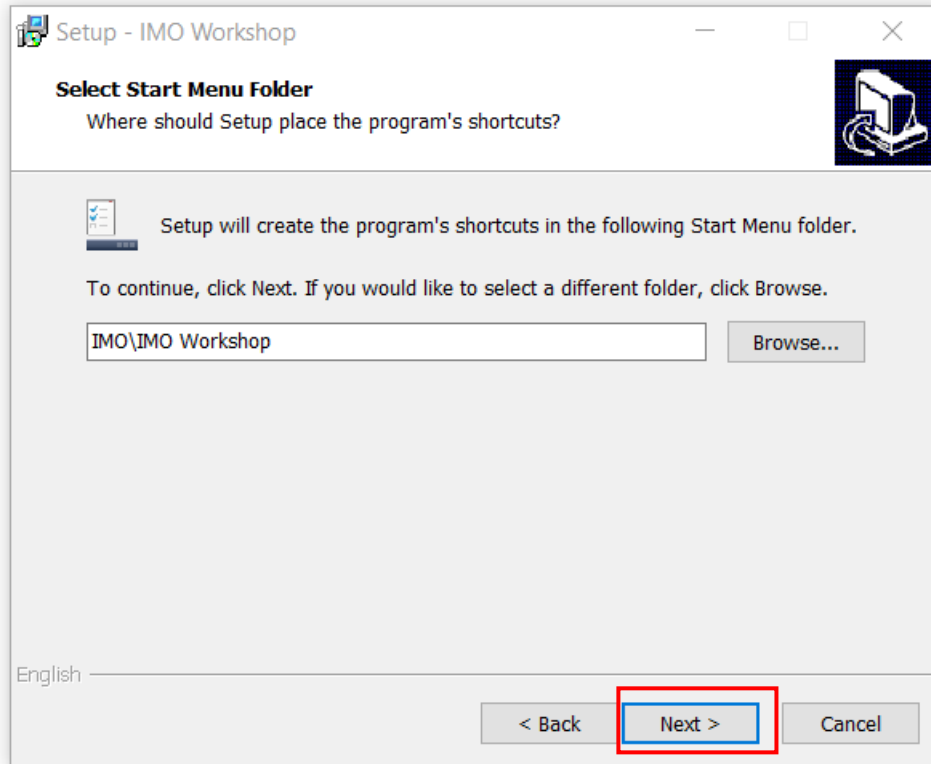 Setup - IMO Workshop
Select Start Menu Folder
Where should Setup place the program's shortcuts?
Setup will create the program's shortcuts in the following Start Menu folder.
To continue, click Next. If you would like to select a different folder, click Browse.
IMO\IMO Workshop
Browse...
English
< Back
Next >
Cancel